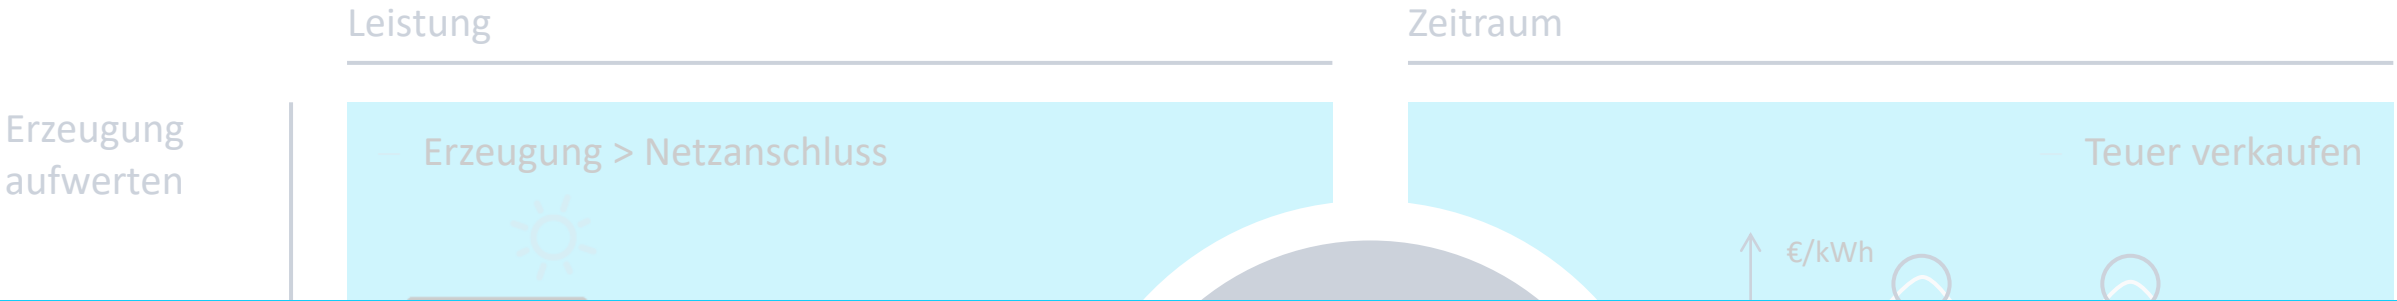 Leistung
Zeitraum
Erzeugung
aufwerten
– Erzeugung > Netzanschluss
– Teuer verkaufen
€/kWh